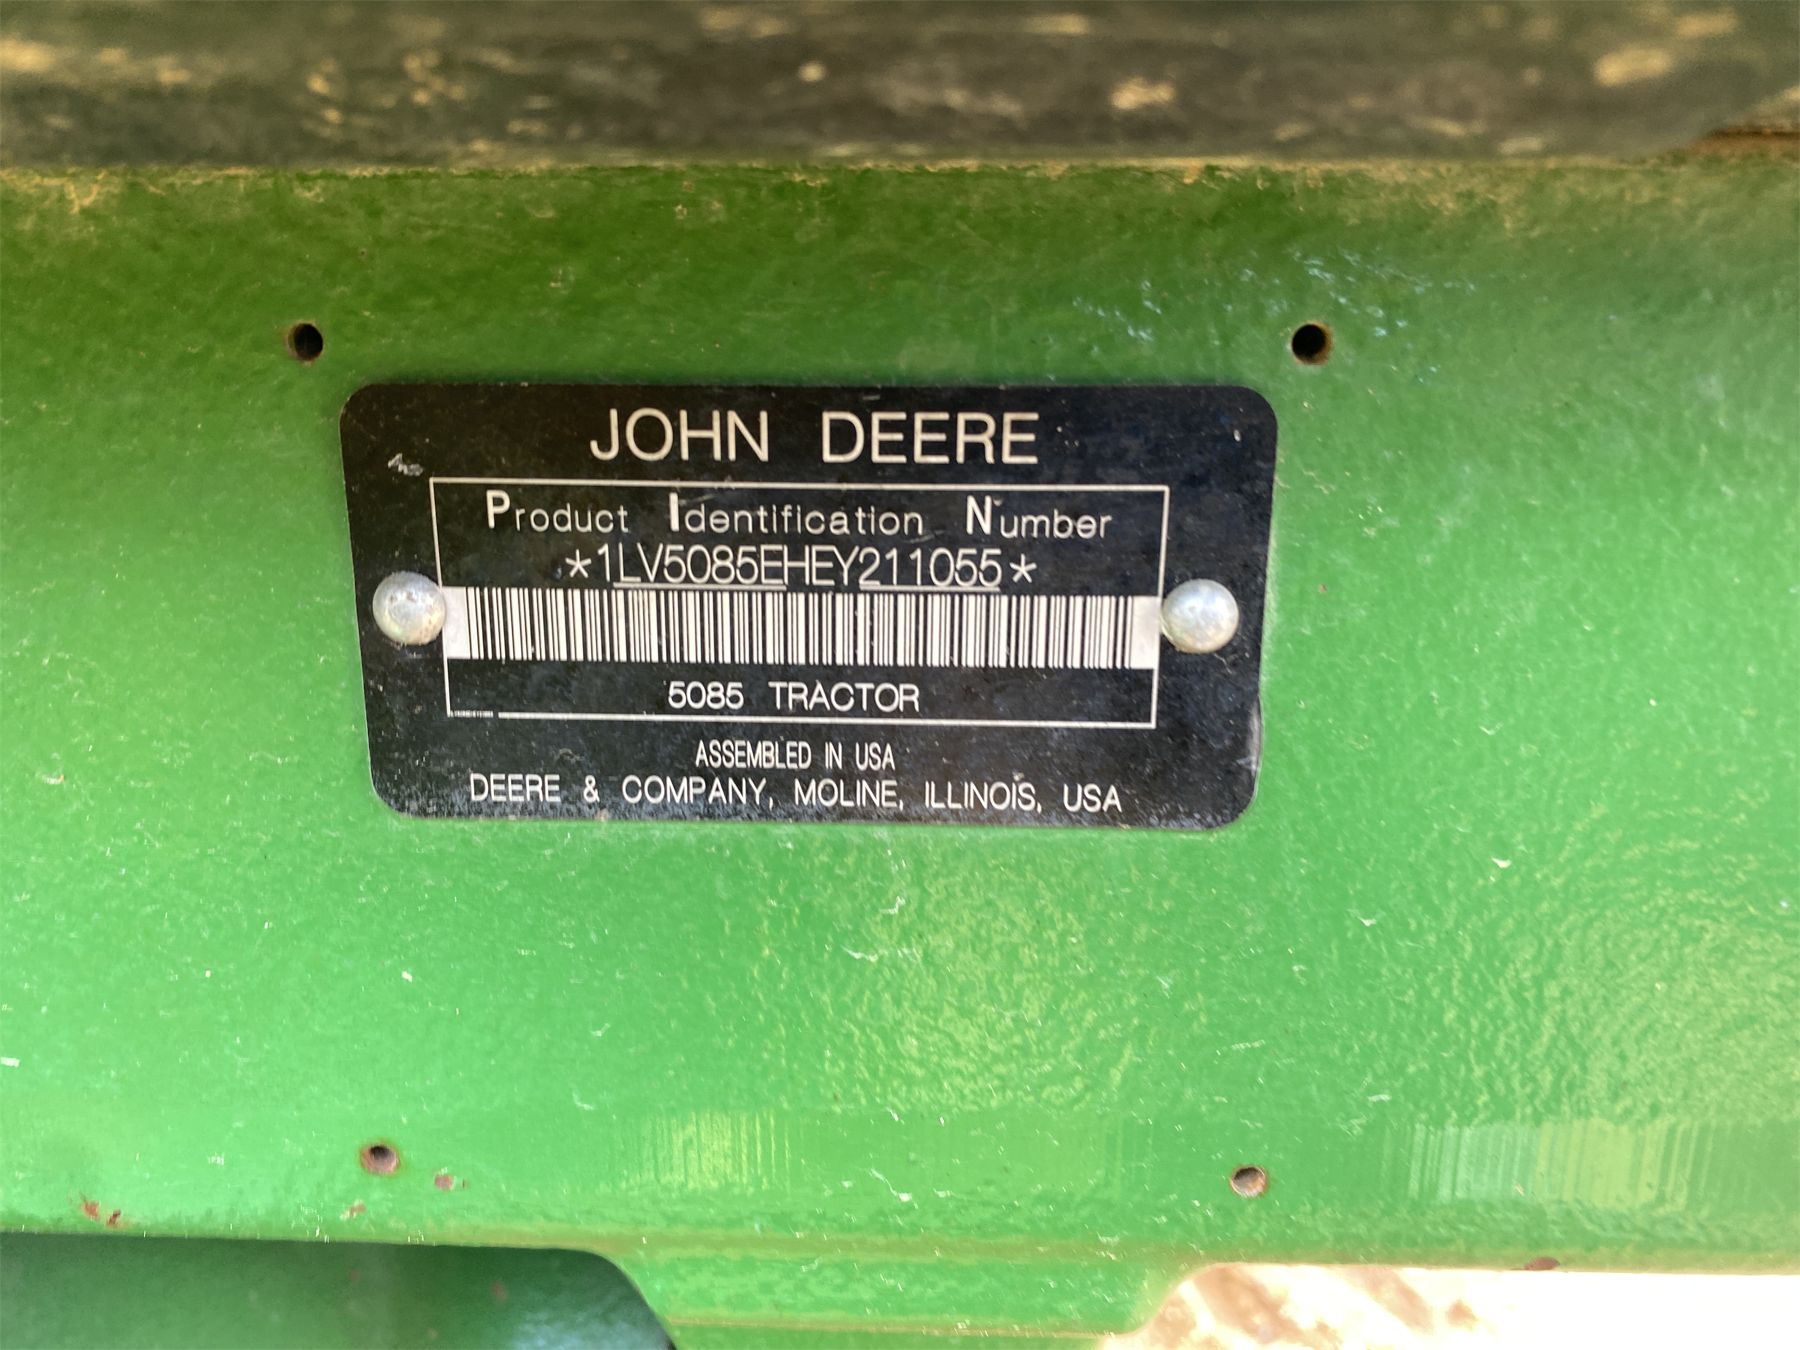 JOHN DEERE
Product Identification Number
*1LV5085EHEY211055*
5085 TRACTOR
ASSEMBLED IN USA
DEERE & COMPANY, MOLINE, ILLINOIS, USA